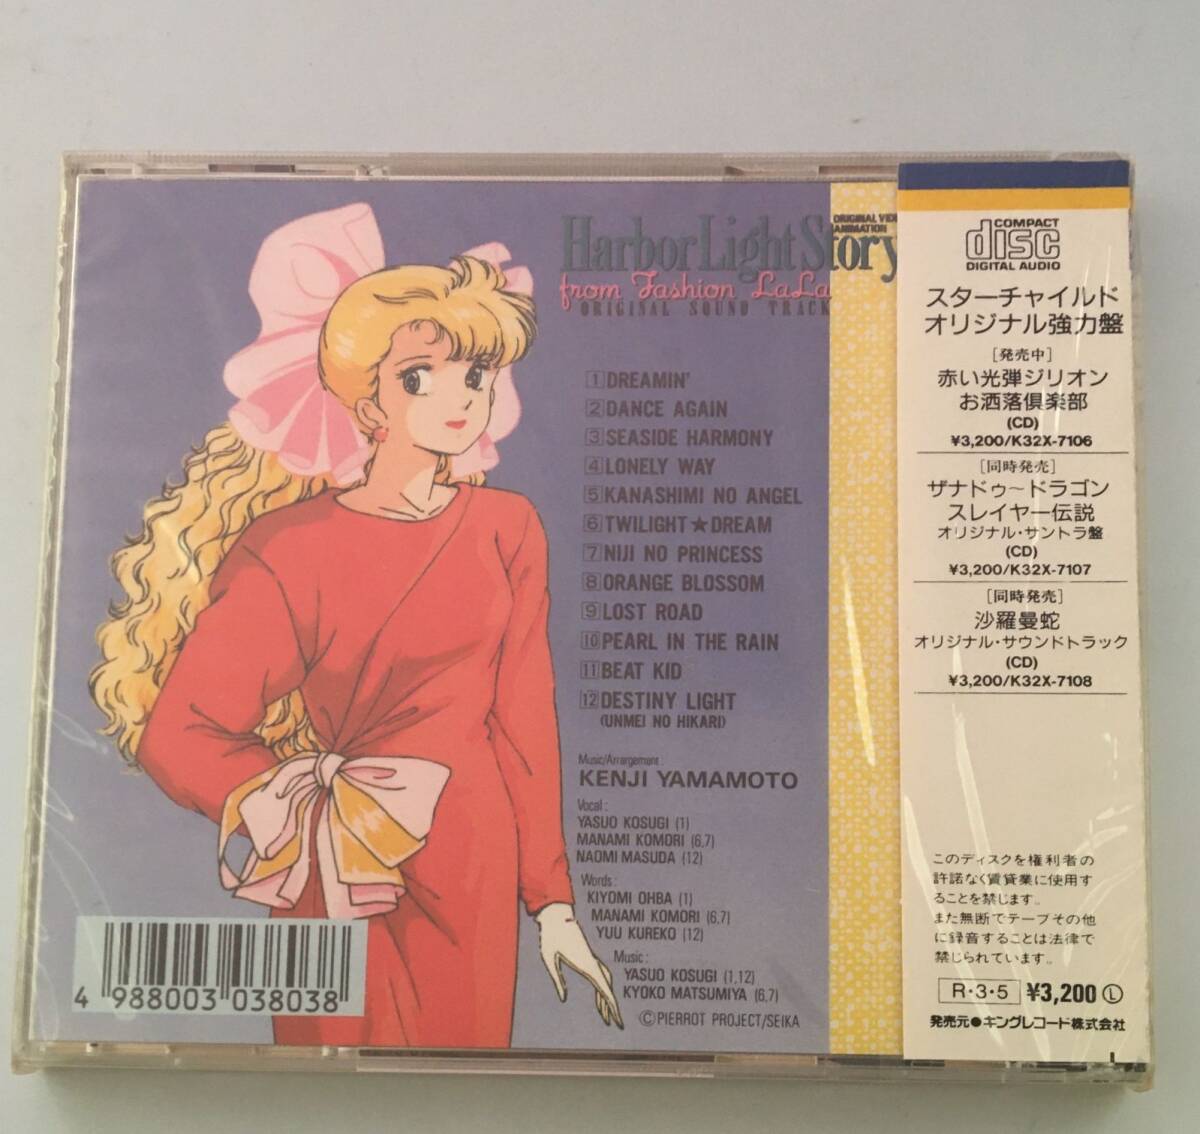 Harbor Light Story
ORIGINAL VIDE
ANIMATION
from Fashion LaLa
ORIGINAL SOUND TRACK
1 DREAMIN'
2 DANCE AGAIN
3 SEASIDE HARMONY
4 LONELY WAY
5 KANASHIMI NO ANGEL
6 TWILIGHT★DREAM
7 NIJI NO PRINCESS
8 ORANGE BLOSSOM
9 LOST ROAD
10 PEARL IN THE RAIN
11 BEAT KID
12 DESTINY LIGHT
(UNMEI NO HIKARI)
Music/Arrangement:
KENJI YAMAMOTO
Vocal:
YASUO KOSUGI (1)
MANAMI KOMORI (6,7)
NAOMI MASUDA (12)
Words:
KIYOMI OHBA (1)
MANAMI KOMORI (6,7)
YUU KUREKO (12)
Music:
YASUO KOSUGI (1,12)
KYOKO MATSUMIYA (6,7)
©PIERROT PROJECT/SEIKA
4 988003 038038
COMPACT
disc
DIGITAL AUDIO
スターチャイルド
オリジナル強力盤
[発売中]
赤い光弾ジリオン
お洒落倶楽部
(CD)
¥3,200/K32X-7106
[同時発売]
ザナドゥ〜ドラゴン
スレイヤー伝説
オリジナル・サントラ盤
(CD)
¥3,200/K32X-7107
[同時発売]
沙羅曼蛇
オリジナル・サウンドトラック
(CD)
¥3,200/K32X-7108
このディスクを権利者の
許諾なく賃貸業に使用す
ることを禁じます。
また無断でテープその他
に録音することは法律で
禁じられています。
R・3・5 ¥3,200 Ⓛ
発売元●キングレコード株式会社